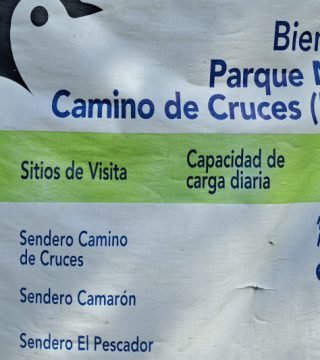 Parque
Camino de Cruces
Sitios de Visita
Capacidad de
carga diaria
Sendero Camino
de Cruces
Sendero Camarón
Sendero El Pescador